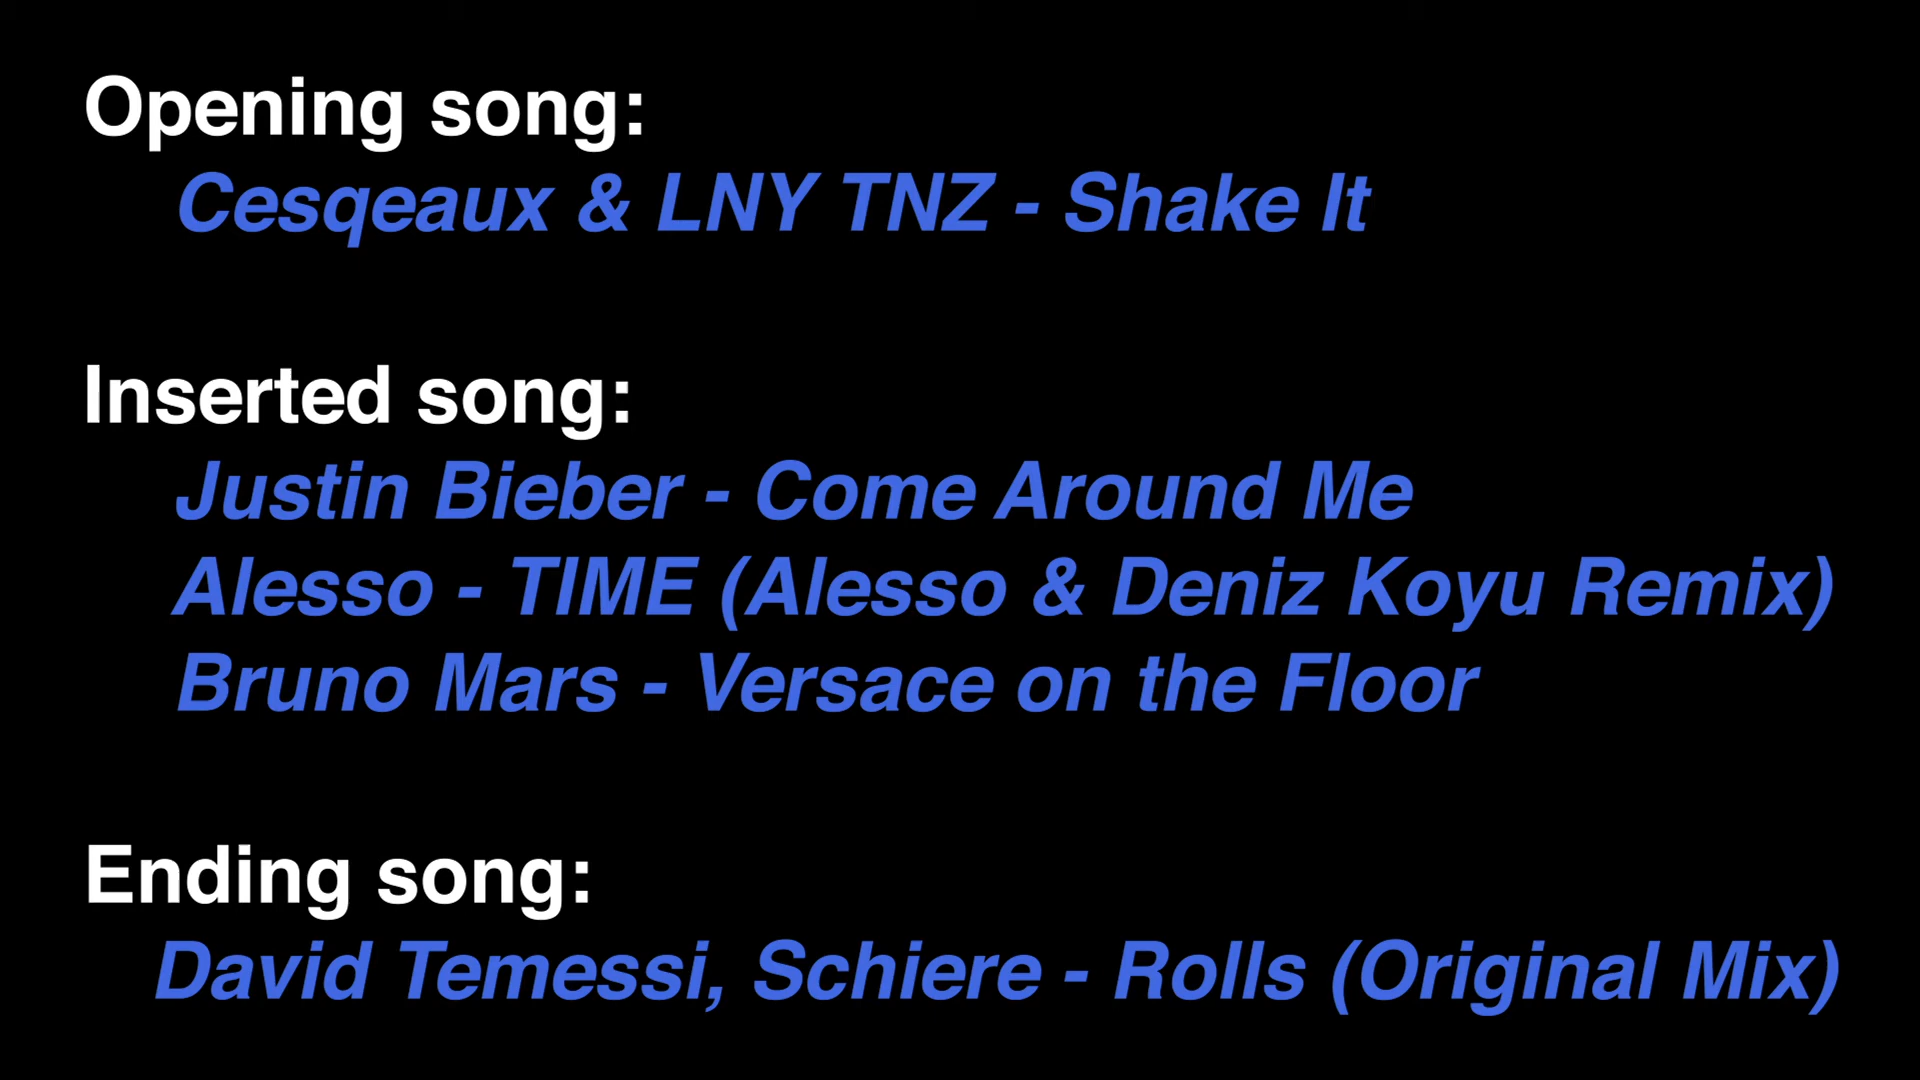 Opening song:
Cesqeaux & LNY TNZ - Shake It
Inserted song:
Justin Bieber - Come Around Me
Alesso - TIME (Alesso & Deniz Koyu Remix)
Bruno Mars - Versace on the Floor
Ending song:
David Temessi, Schiere - Rolls (Original Mix)